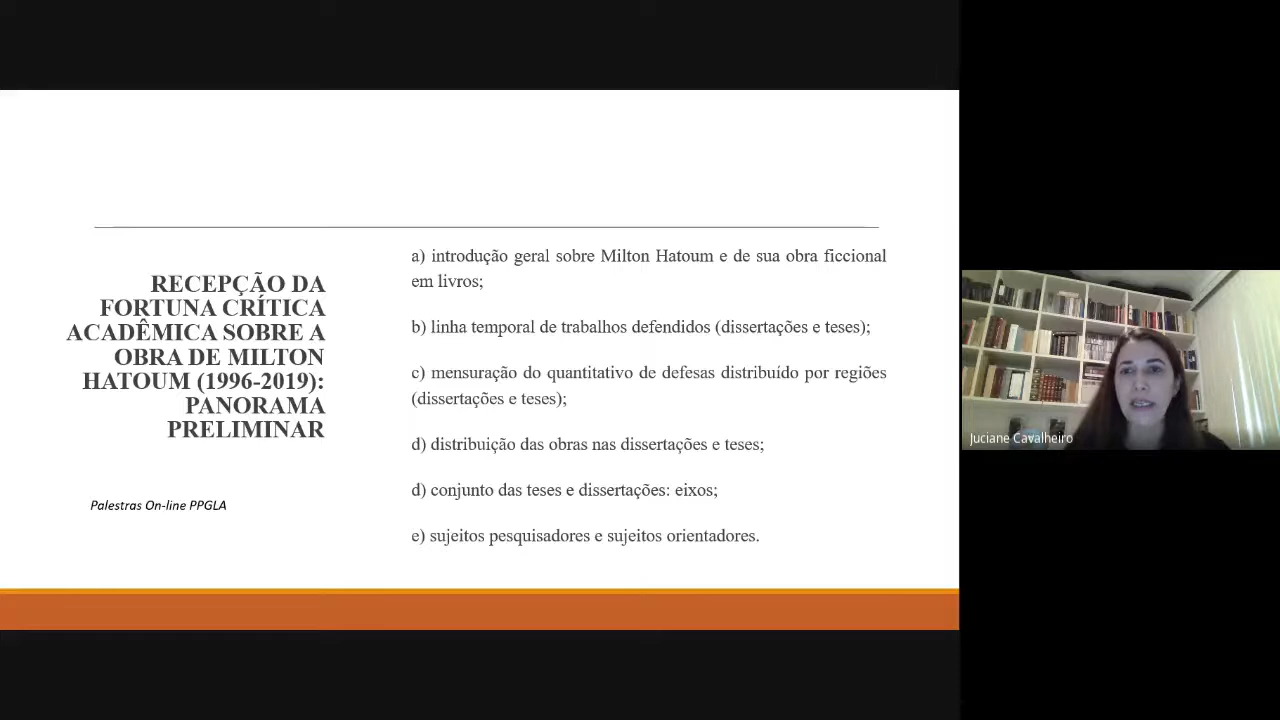 RECEPÇÃO DA
FORTUNA CRÍTICA
ACADÊMICA SOBRE A
OBRA DE MILTON
HATOUM (1996-2019):
PANORAMA
PRELIMINAR
Palestras On-line PPGLA
a) introdução geral sobre Milton Hatoum e de sua obra ficcional
em livros;
b) linha temporal de trabalhos defendidos (dissertações e teses);
c) mensuração do quantitativo de defesas distribuído por regiões
(dissertações e teses);
d) distribuição das obras nas dissertações e teses;
d) conjunto das teses e dissertações: eixos;
e) sujeitos pesquisadores e sujeitos orientadores.
Juciane Cavalheiro